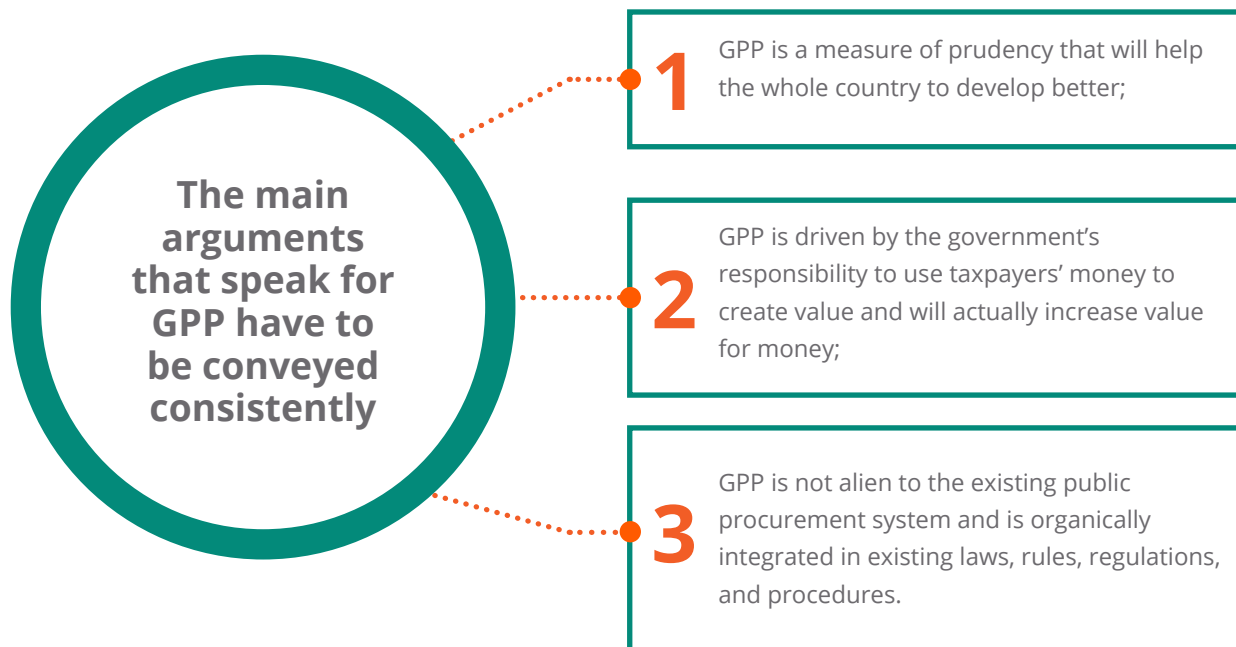 The main
arguments
that speak for
GPP have to
be conveyed
consistently
1
GPP is a measure of prudency that will help
the whole country to develop better;
2
GPP is driven by the government’s
responsibility to use taxpayers’ money to
create value and will actually increase value
for money;
3
GPP is not alien to the existing public
procurement system and is organically
integrated in existing laws, rules, regulations,
and procedures.